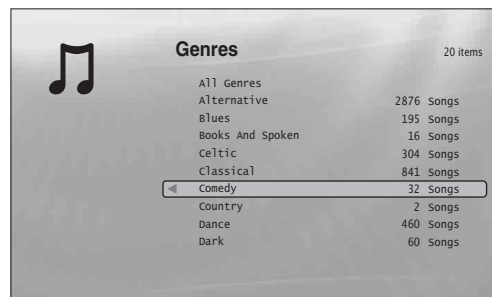 Genres 20 items
All Genres
Alternative 2876 Songs
Blues 195 Songs
Books And Spoken 16 Songs
Celtic 304 Songs
Classical 841 Songs
Comedy 32 Songs
Country 2 Songs
Dance 460 Songs
Dark 60 Songs